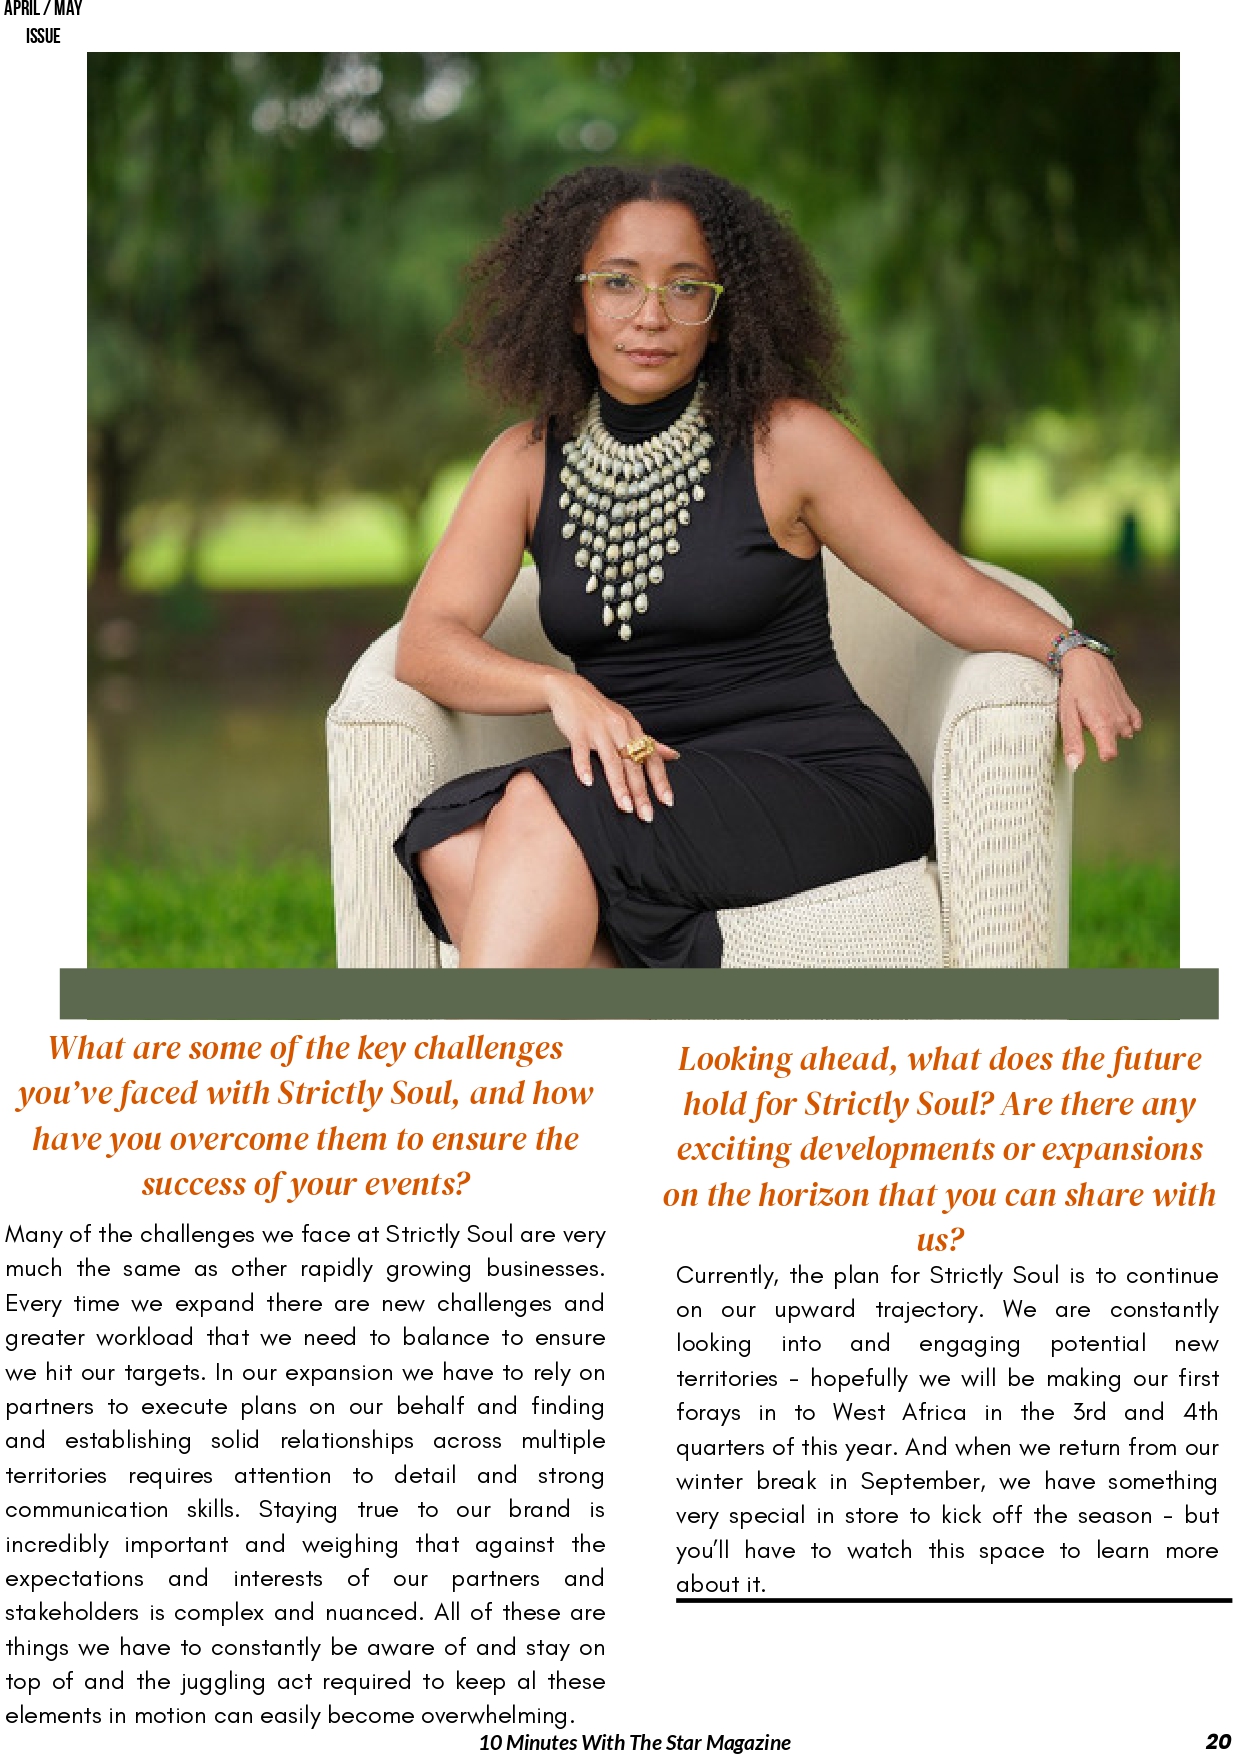 APRIL / MAY
ISSUE
What are some of the key challenges
you’ve faced with Strictly Soul, and how
have you overcome them to ensure the
success of your events?
Many of the challenges we face at Strictly Soul are very
much the same as other rapidly growing businesses.
Every time we expand there are new challenges and
greater workload that we need to balance to ensure
we hit our targets. In our expansion we have to rely on
partners to execute plans on our behalf and finding
and establishing solid relationships across multiple
territories requires attention to detail and strong
communication skills. Staying true to our brand is
incredibly important and weighing that against the
expectations and interests of our partners and
stakeholders is complex and nuanced. All of these are
things we have to constantly be aware of and stay on
top of and the juggling act required to keep al these
elements in motion can easily become overwhelming.
Looking ahead, what does the future
hold for Strictly Soul? Are there any
exciting developments or expansions
on the horizon that you can share with
us?
Currently, the plan for Strictly Soul is to continue
on our upward trajectory. We are constantly
looking into and engaging potential new
territories - hopefully we will be making our first
forays in to West Africa in the 3rd and 4th
quarters of this year. And when we return from our
winter break in September, we have something
very special in store to kick off the season - but
you’ll have to watch this space to learn more
about it.
10 Minutes With The Star Magazine
20